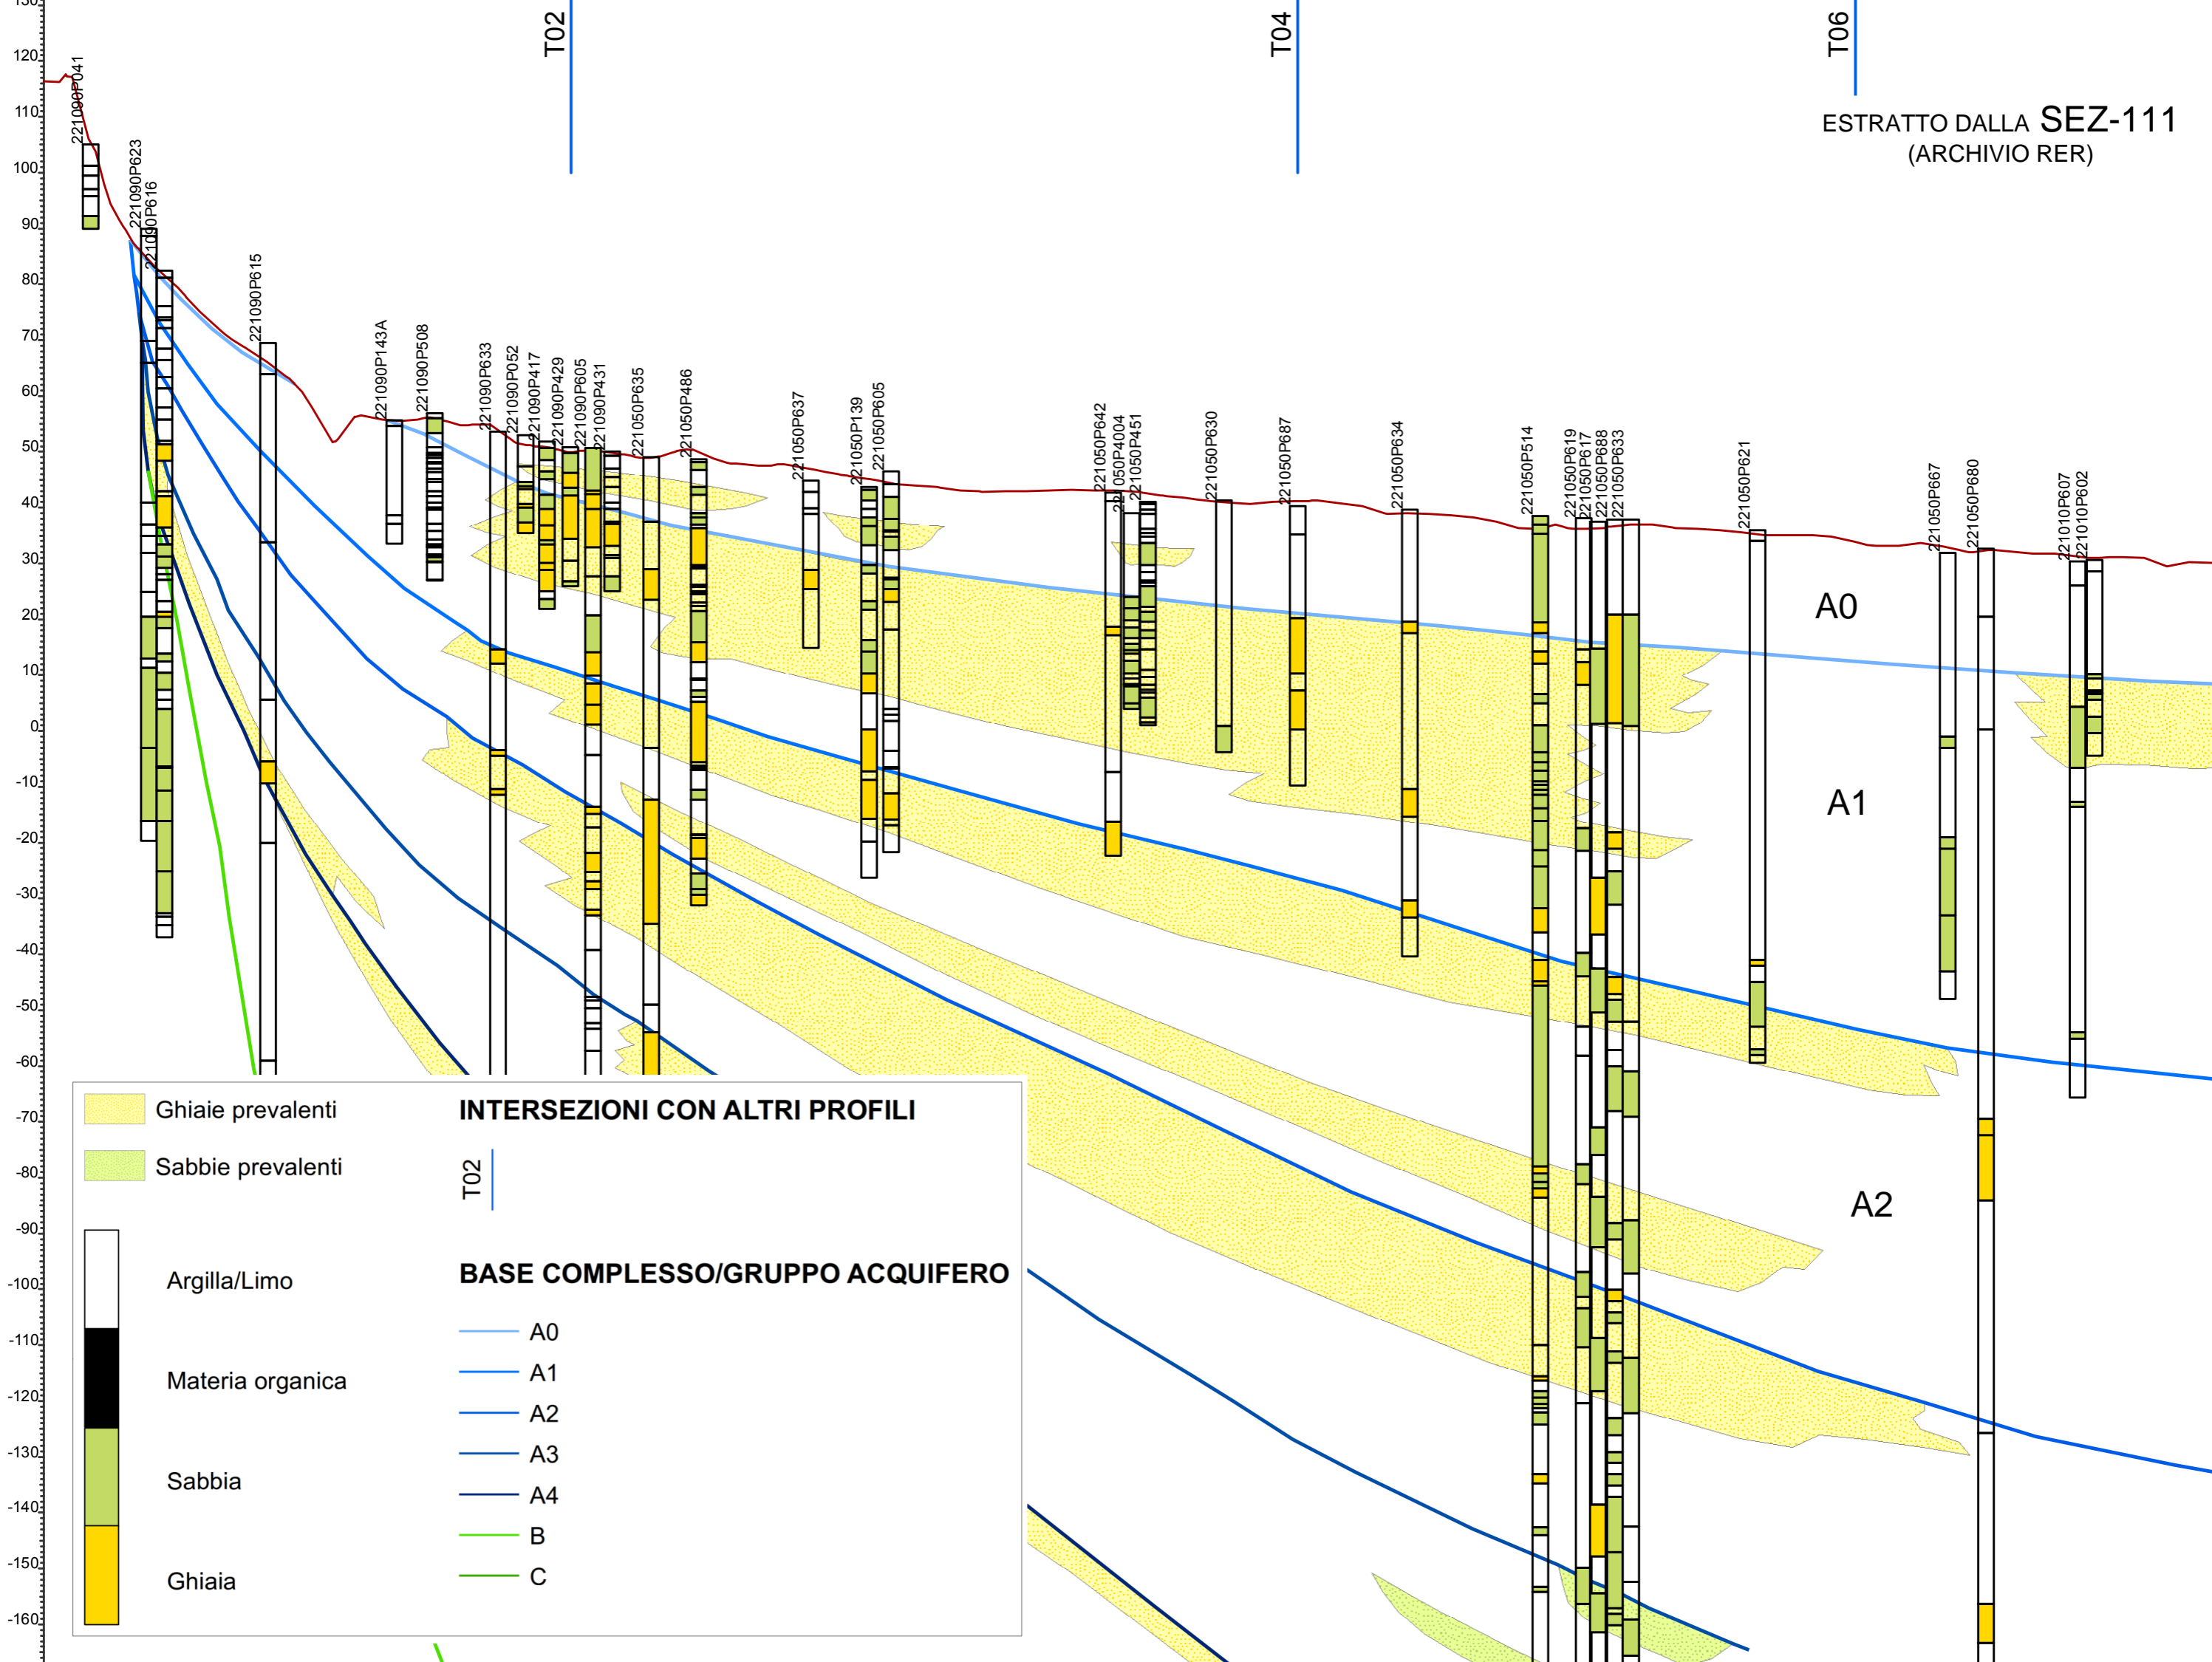 T02
T04
T06
ESTRATTO DALLA SEZ-111
(ARCHIVIO RER)
130
120
110
100
90
80
70
60
50
40
30
20
10
0
-10
-20
-30
-40
-50
-60
-70
-80
-90
-100
-110
-120
-130
-140
-150
-160
221090P041
221090P623
221090P616
221090P615
221090P143A
221090P508
221090P633
221090P052
221090P417
221090P429
221090P605
221090P431
221050P635
221050P486
221050P637
221050P139
221050P605
221050P642
221050P4004
221050P451
221050P630
221050P687
221050P634
221050P514
221050P619
221050P617
221050P688
221050P633
221050P621
221050P667
221050P680
221010P607
221010P602
A0
A1
A2
Ghiaie prevalenti
Sabbie prevalenti
Argilla/Limo
Materia organica
Sabbia
Ghiaia
INTERSEZIONI CON ALTRI PROFILI
T02
BASE COMPLESSO/GRUPPO ACQUIFERO
A0
A1
A2
A3
A4
B
C